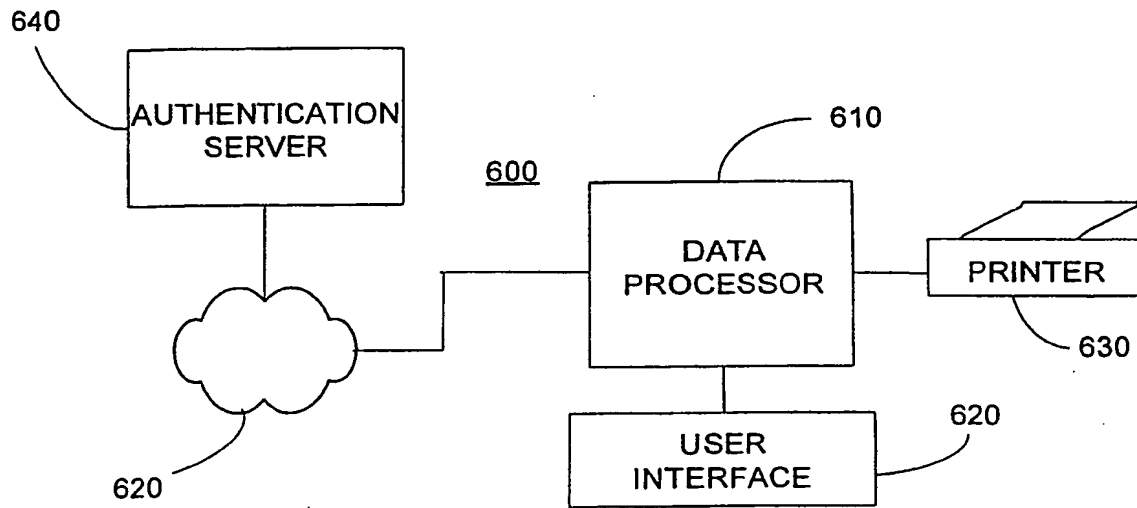 640
AUTHENTICATION
SERVER
600
610
DATA
PROCESSOR
PRINTER
630
620
USER
INTERFACE
620